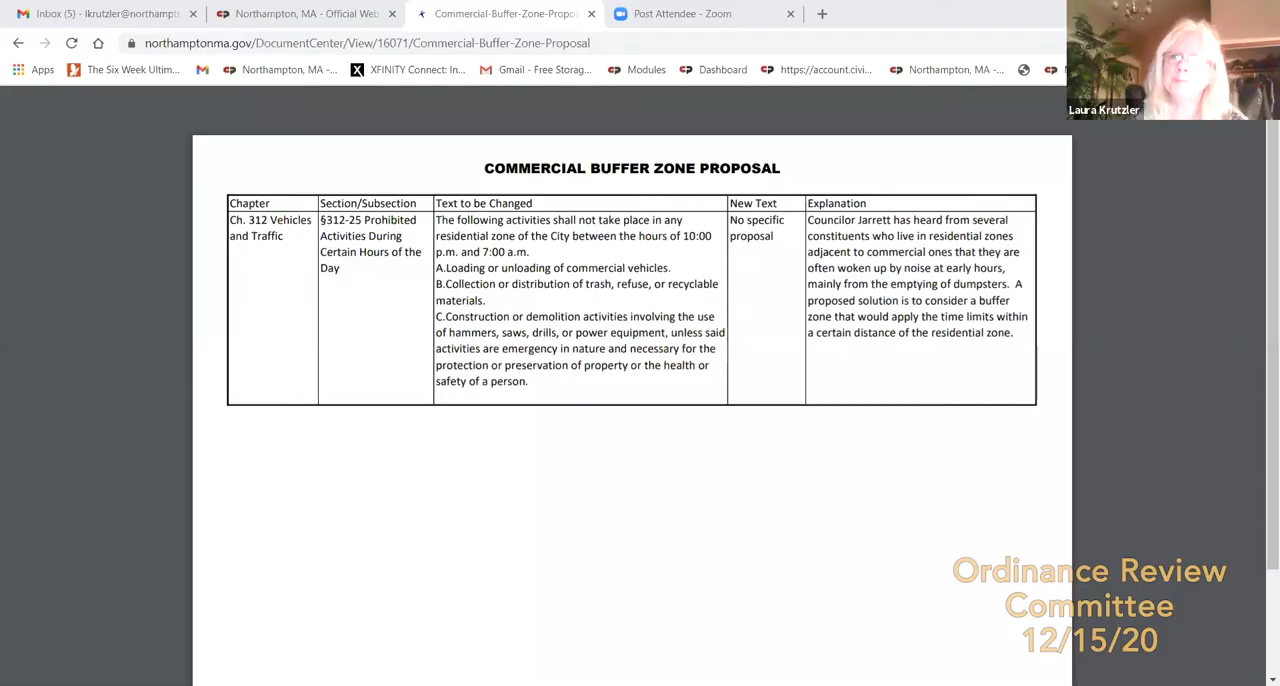 Inbox (5) - lkrutzler@northampt
Northampton, MA - Official Web
Commercial-Buffer-Zone-Propos
Post Attendee - Zoom
northamptonma.gov/DocumentCenter/View/16071/Commercial-Buffer-Zone-Proposal
Apps
The Six Week Ultim...
Northampton, MA -...
XFINITY Connect: In...
Gmail - Free Storag...
Modules
Dashboard
https://account.civi...
Northampton, MA -...
Laura Krutzler
COMMERCIAL BUFFER ZONE PROPOSAL
Chapter
Section/Subsection
Text to be Changed
New Text
Explanation
Ch. 312 Vehicles
and Traffic
§312-25 Prohibited
Activities During
Certain Hours of the
Day
The following activities shall not take place in any
residential zone of the City between the hours of 10:00
p.m. and 7:00 a.m.
A.Loading or unloading of commercial vehicles.
B.Collection or distribution of trash, refuse, or recyclable
materials.
C.Construction or demolition activities involving the use
of hammers, saws, drills, or power equipment, unless said
activities are emergency in nature and necessary for the
protection or preservation of property or the health or
safety of a person.
No specific
proposal
Councilor Jarrett has heard from several
constituents who live in residential zones
adjacent to commercial ones that they are
often woken up by noise at early hours,
mainly from the emptying of dumpsters. A
proposed solution is to consider a buffer
zone that would apply the time limits within
a certain distance of the residential zone.
Ordinance Review
Committee
12/15/20